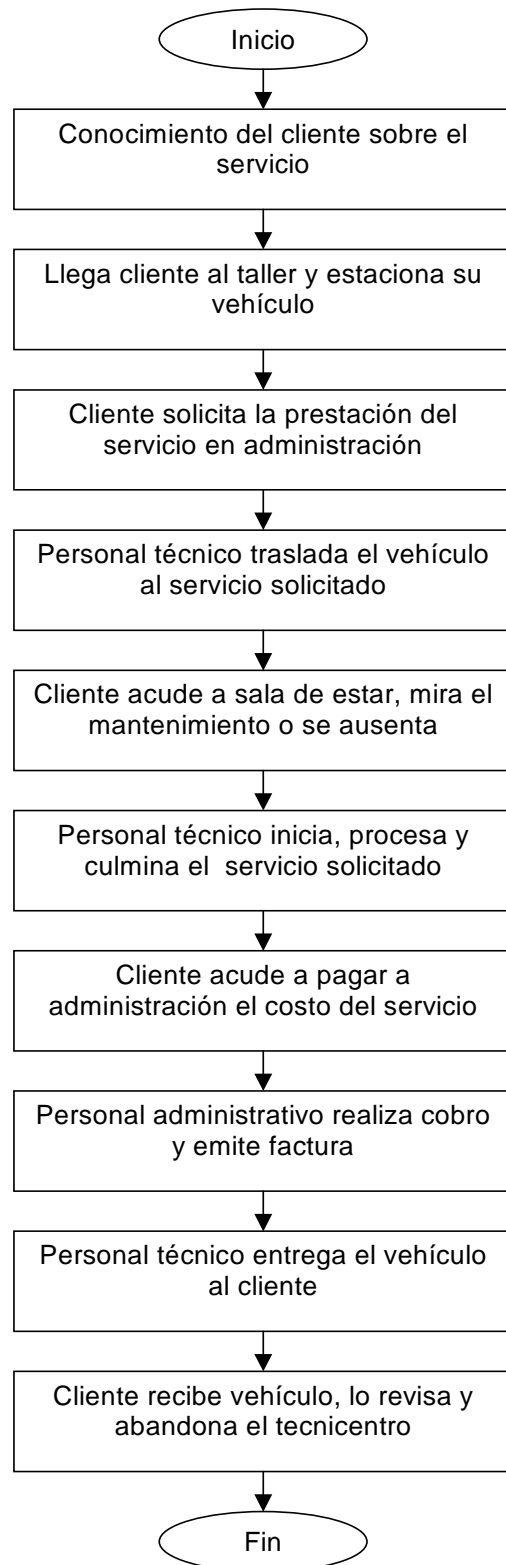 Inicio
Conocimiento del cliente sobre el
servicio
Llega cliente al taller y estaciona su
vehículo
Cliente solicita la prestación del
servicio en administración
Personal técnico traslada el vehículo
al servicio solicitado
Cliente acude a sala de estar, mira el
mantenimiento o se ausenta
Personal técnico inicia, procesa y
culmina el  servicio solicitado
Cliente acude a pagar a
administración el costo del servicio
Personal administrativo realiza cobro
y emite factura
Personal técnico entrega el vehículo
al cliente
Cliente recibe vehículo, lo revisa y
abandona el tecnicentro
Fin